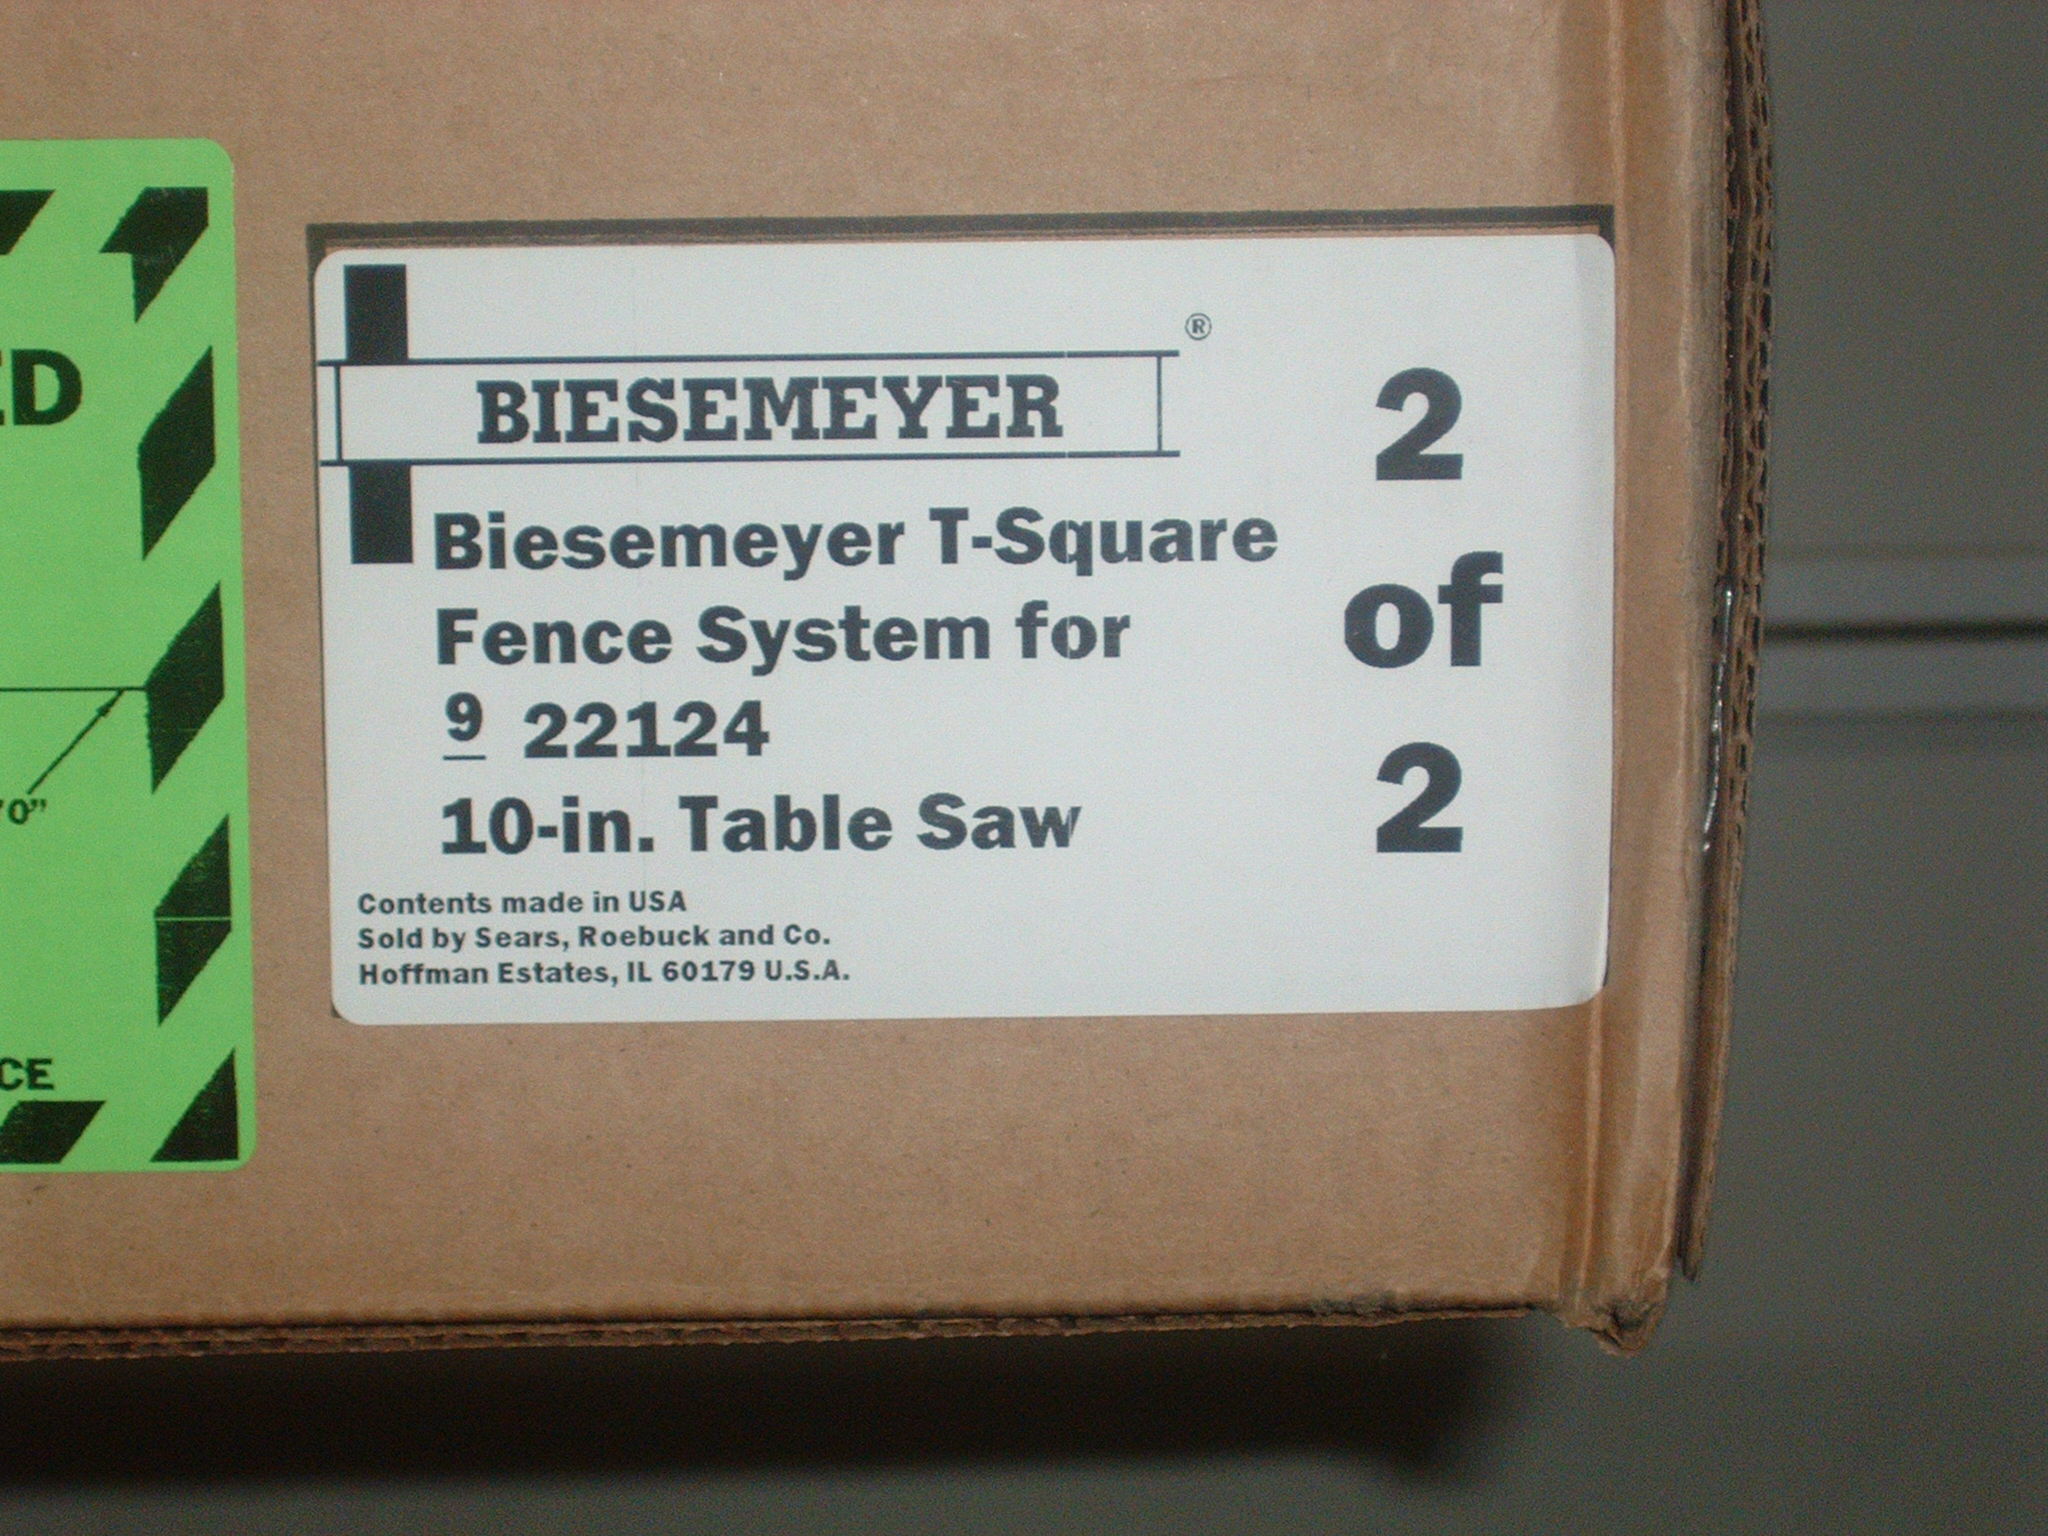 BIESEMEYER ®
Biesemeyer T-Square
Fence System for
9 22124
10-in. Table Saw
Contents made in USA
Sold by Sears, Roebuck and Co.
Hoffman Estates, IL 60179 U.S.A.
2
of
2
ED
'0"
CE